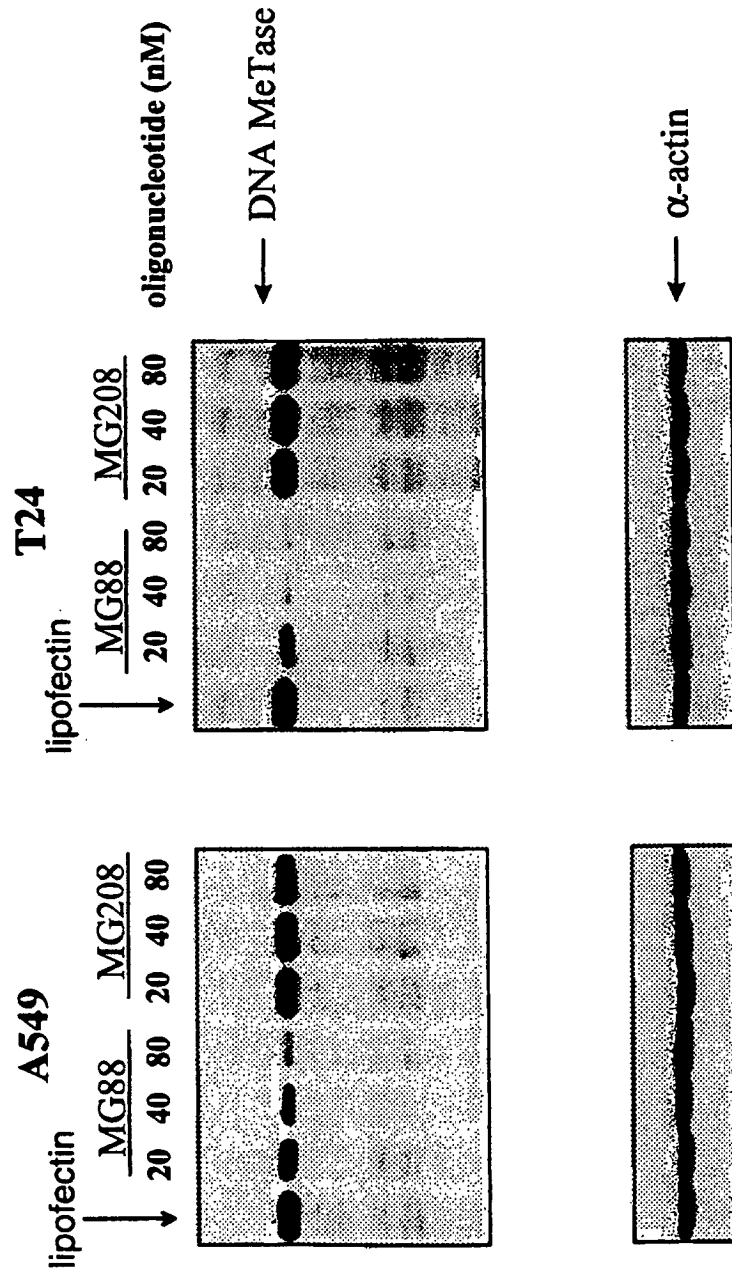 A549
lipofectin
MG88
MG208
20 40 80 20 40 80
T24
lipofectin
MG88
MG208
20 40 80 20 40 80
oligonucleotide (nM)
← DNA MeTase
← α-actin